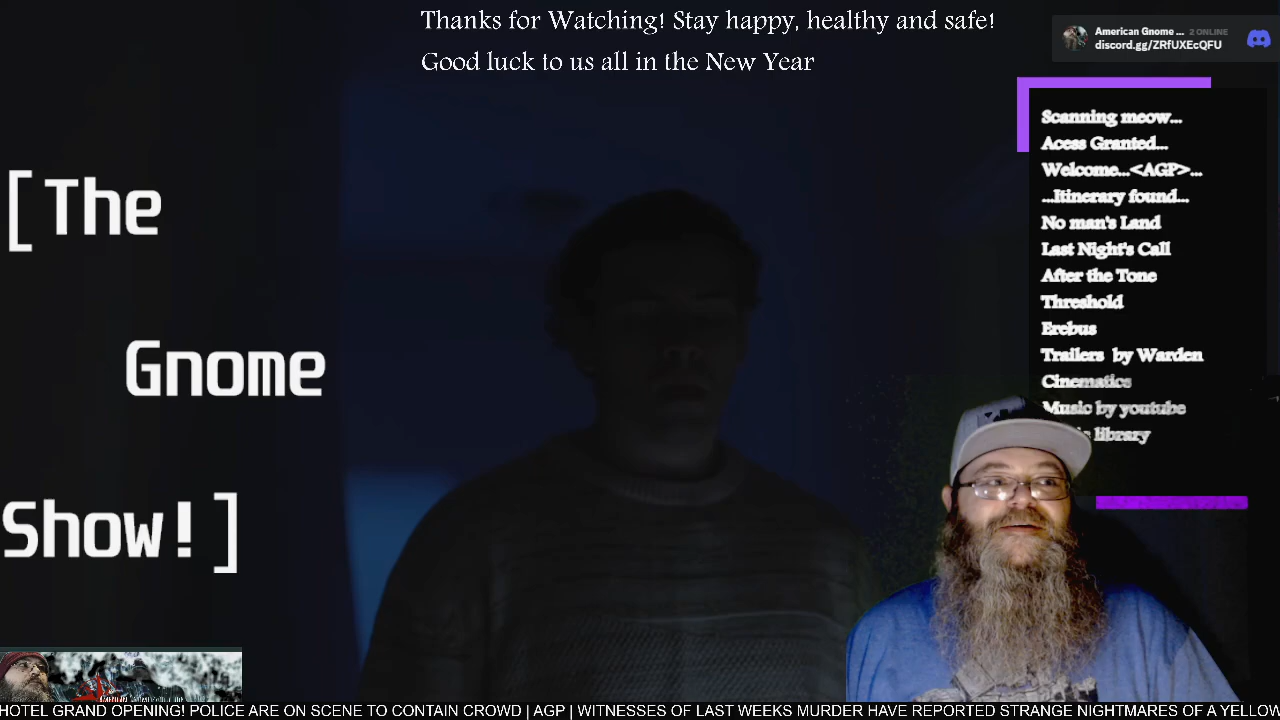 Thanks for Watching! Stay happy, healthy and safe!
Good luck to us all in the New Year
American Gnome ... 2 ONLINE
discord.gg/ZRfUXEcQFU
[The
Gnome
Show!]
Scanning meow...
Acess Granted...
Welcome...<AGP>...
...Itinerary found...
No man's Land
Last Night's Call
After the Tone
Threshold
Erebus
Trailers by Warden
Cinematics
Music by youtube
library
HOTEL GRAND OPENING! POLICE ARE ON SCENE TO CONTAIN CROWD | AGP | WITNESSES OF LAST WEEKS MURDER HAVE REPORTED STRANGE NIGHTMARES OF A YELLOW